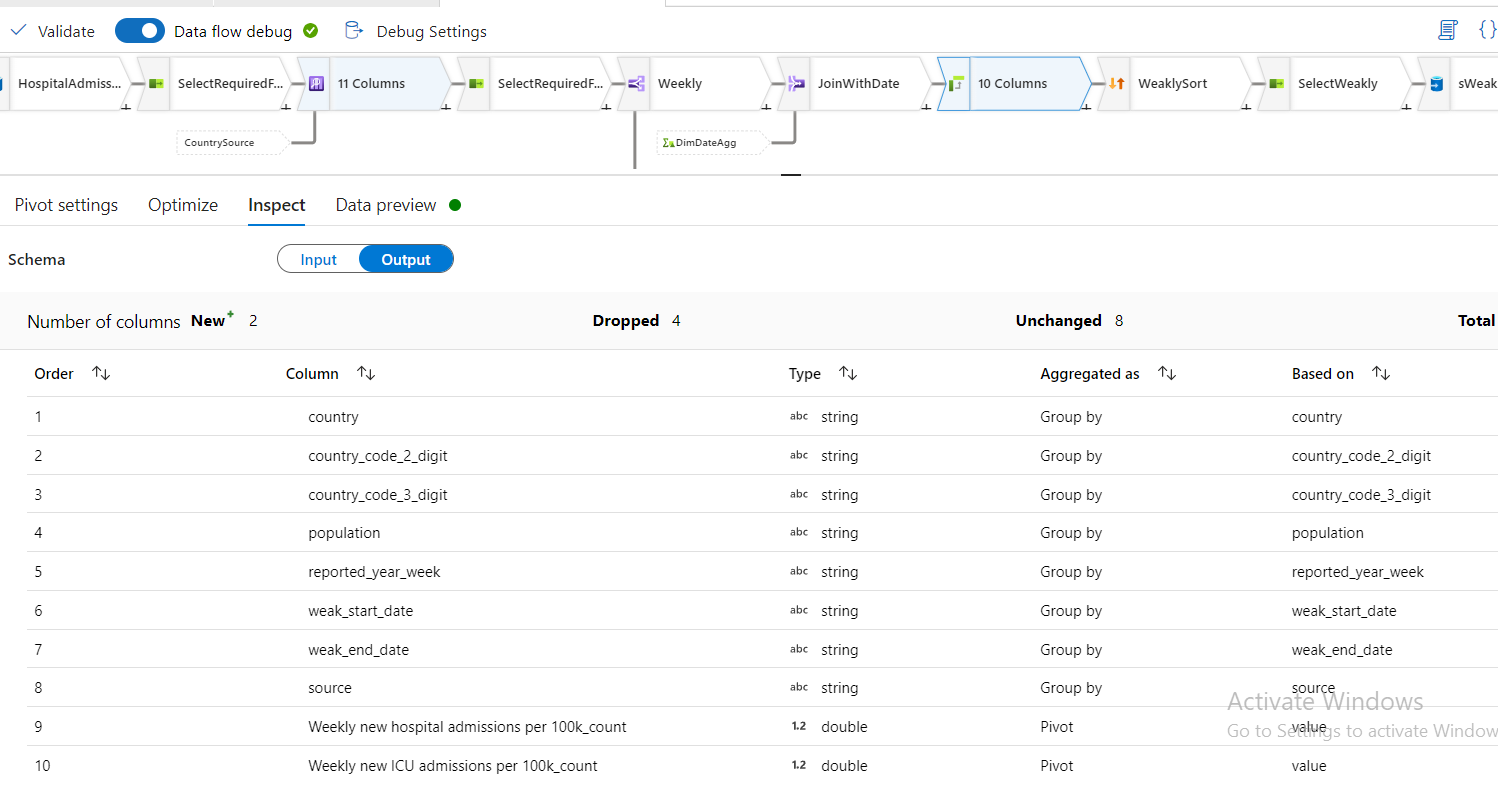 Validate Data flow debug Debug Settings {}
HospitalAdmiss... SelectRequiredF... 11 Columns SelectRequiredF... Weekly JoinWithDate 10 Columns WeaklySort SelectWeakly sWeak
CountrySource Σ DimDateAgg
Pivot settings Optimize Inspect Data preview
Schema Input Output
Number of columns New+ 2 Dropped 4 Unchanged 8 Total
Order Column Type Aggregated as Based on
1 country abc string Group by country
2 country_code_2_digit abc string Group by country_code_2_digit
3 country_code_3_digit abc string Group by country_code_3_digit
4 population abc string Group by population
5 reported_year_week abc string Group by reported_year_week
6 weak_start_date abc string Group by weak_start_date
7 weak_end_date abc string Group by weak_end_date
8 source abc string Group by source
Activate Windows
9 Weekly new hospital admissions per 100k_count 1.2 double Pivot value
Go to Settings to activate Window
10 Weekly new ICU admissions per 100k_count 1.2 double Pivot value